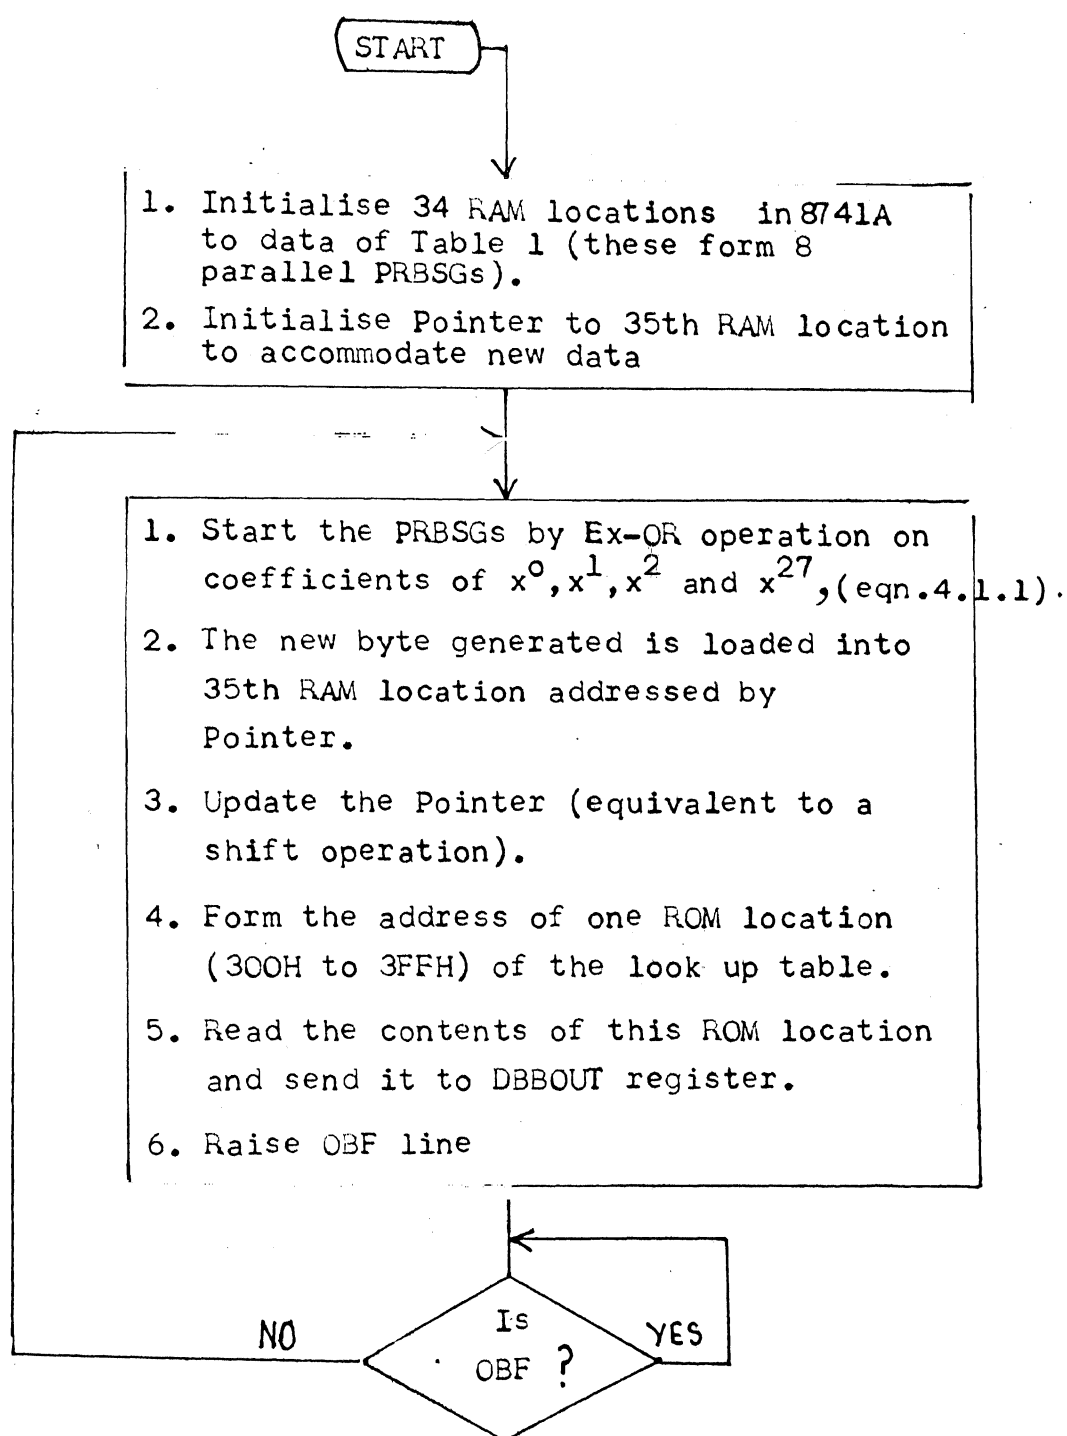 START
1. Initialise 34 RAM locations in 8741A
to data of Table 1 (these form 8
parallel PRBSGs).
2. Initialise Pointer to 35th RAM location
to accommodate new data
1. Start the PRBSGs by Ex-OR operation on
coefficients of x⁰,x¹,x² and x²⁷,(eqn.4.1.1).
2. The new byte generated is loaded into
35th RAM location addressed by
Pointer.
3. Update the Pointer (equivalent to a
shift operation).
4. Form the address of one ROM location
(300H to 3FFH) of the look up table.
5. Read the contents of this ROM location
and send it to DBBOUT register.
6. Raise OBF line
Is
NO
YES
OBF ?